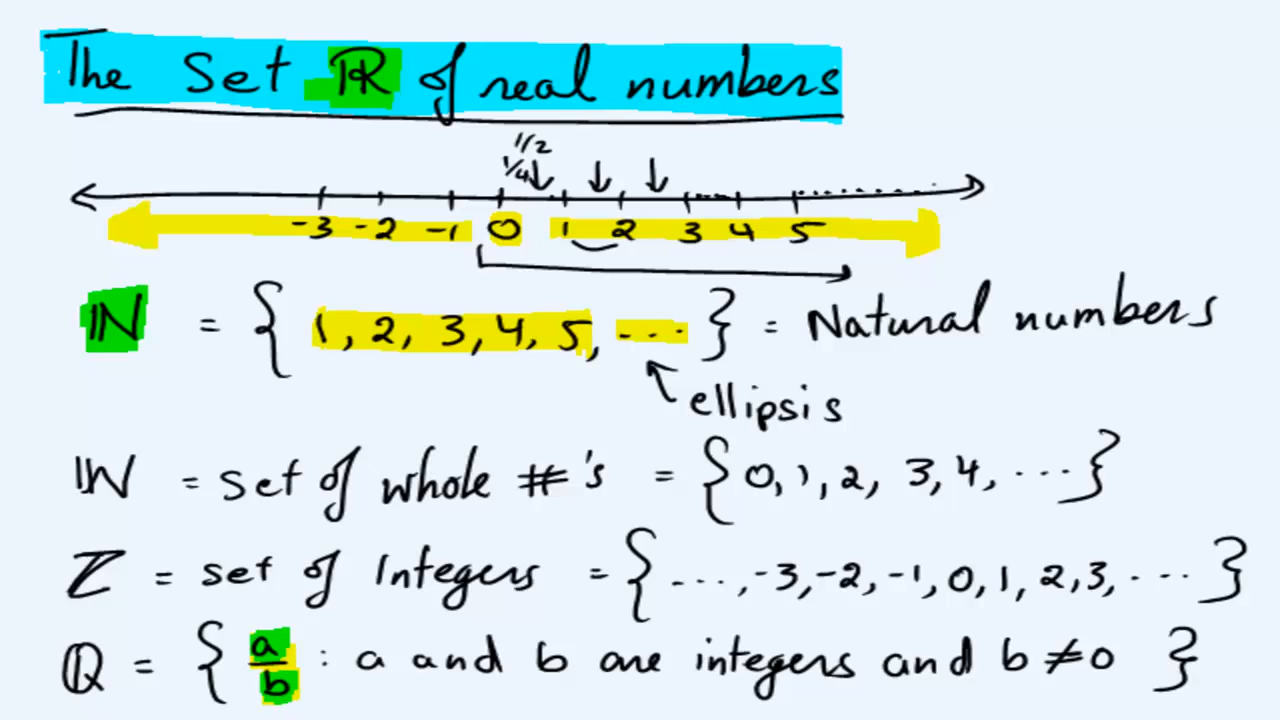 The Set ℝ of real numbers
1/2
1/4
-3 -2 -1 0 1 2 3 4 5
ℕ = { 1, 2, 3, 4, 5, ... } = Natural numbers
ellipsis
𝕎 = set of whole #'s = { 0, 1, 2, 3, 4, ... }
ℤ = set of Integers = { ..., -3, -2, -1, 0, 1, 2, 3, ... }
ℚ = { a/b : a and b are integers and b ≠ 0 }